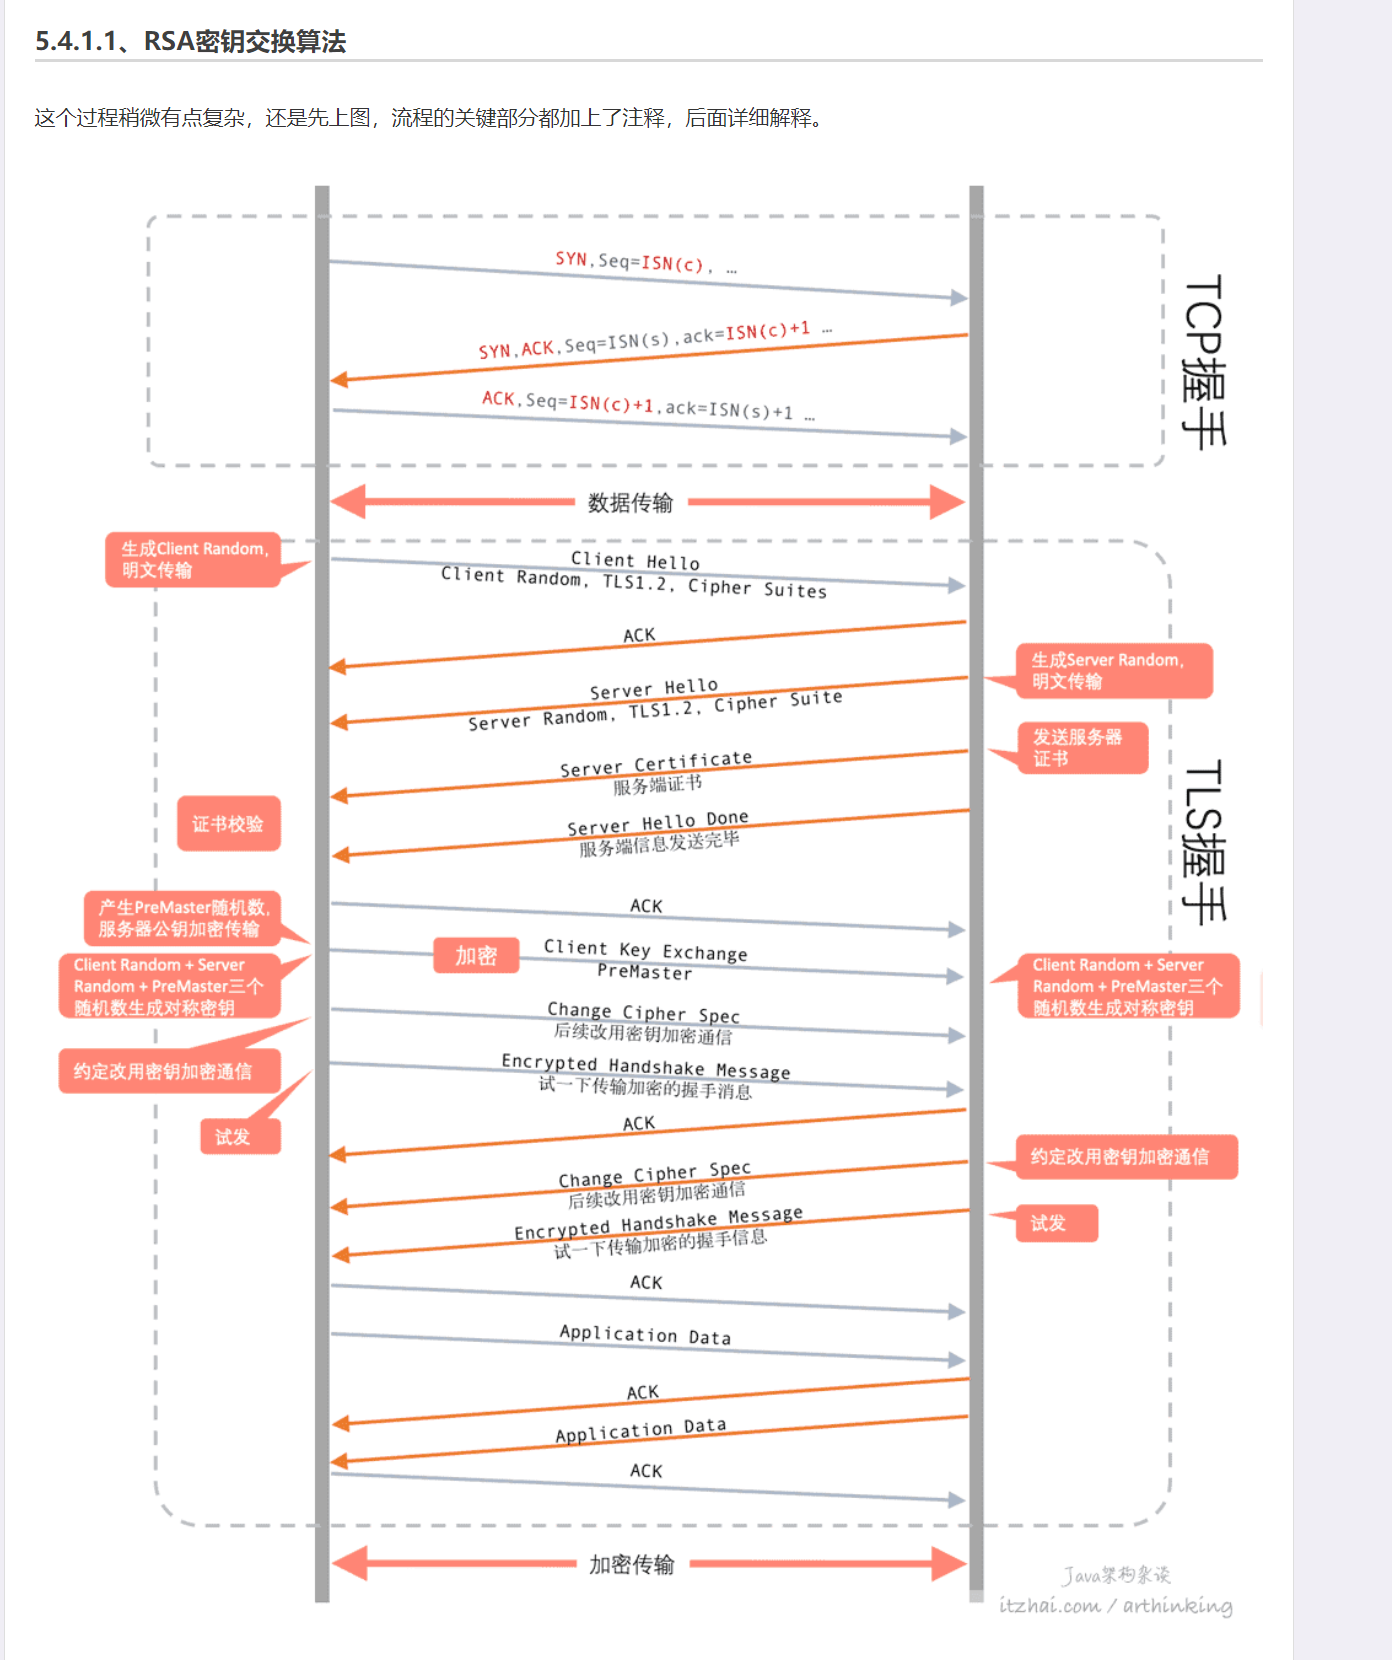 5.4.1.1、RSA密钥交换算法
这个过程稍微有点复杂，还是先上图，流程的关键部分都加上了注释，后面详细解释。
SYN,Seq=ISN(c), …
SYN,ACK,Seq=ISN(s),ack=ISN(c)+1 …
ACK,Seq=ISN(c)+1,ack=ISN(s)+1 …
TCP握手
数据传输
生成Client Random,
明文传输
Client Hello
Client Random, TLS1.2, Cipher Suites
ACK
生成Server Random,
明文传输
Server Hello
Server Random, TLS1.2, Cipher Suite
发送服务器
证书
Server Certificate
服务端证书
TLS握手
证书校验
Server Hello Done
服务端信息发送完毕
ACK
产生PreMaster随机数,
服务器公钥加密传输
加密
Client Key Exchange
PreMaster
Client Random + Server
Random + PreMaster三个
随机数生成对称密钥
Client Random + Server
Random + PreMaster三个
随机数生成对称密钥
Change Cipher Spec
后续改用密钥加密通信
约定改用密钥加密通信
Encrypted Handshake Message
试一下传输加密的握手消息
试发
ACK
约定改用密钥加密通信
Change Cipher Spec
后续改用密钥加密通信
试发
Encrypted Handshake Message
试一下传输加密的握手信息
ACK
Application Data
ACK
Application Data
ACK
加密传输
Java架构杂谈
itzhai.com / arthinking